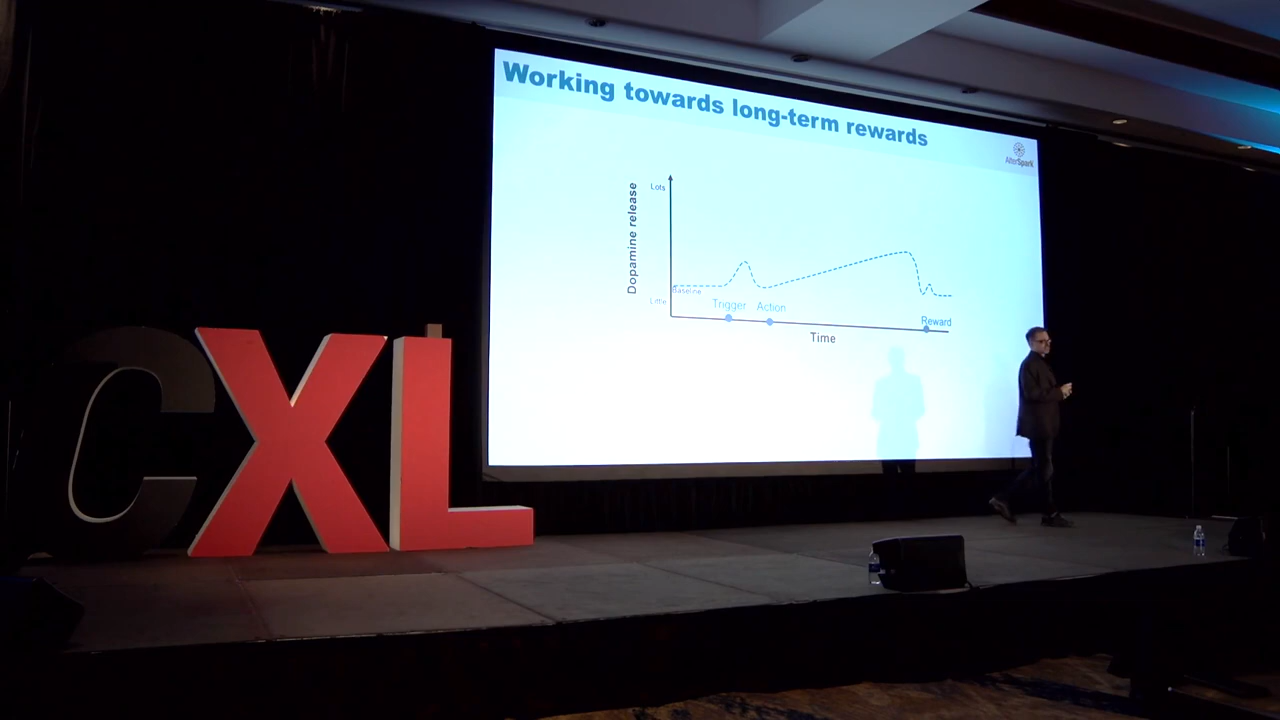 Working towards long-term rewards
AlterSpark
Lots
Dopamine release
Baseline
Little
Trigger
Action
Reward
Time
CXL